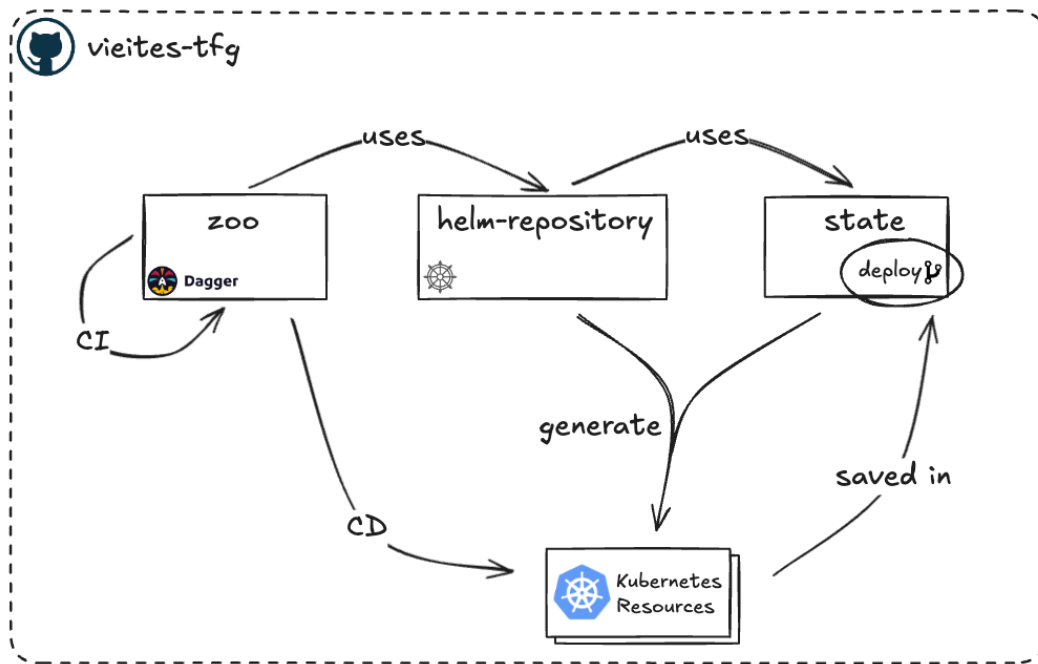 vieites-tfg
uses
uses
zoo
helm-repository
state
Dagger
deploy
CI
generate
saved in
CD
Kubernetes
Resources